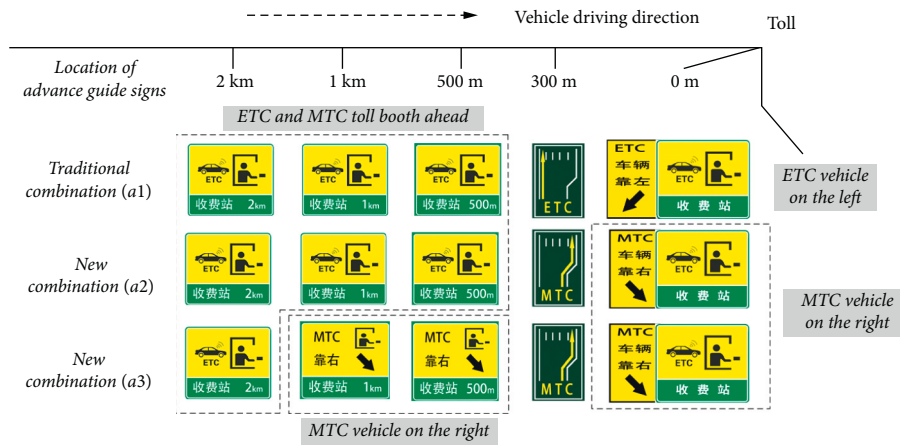 Vehicle driving direction
Toll
Location of
advance guide signs
2 km
1 km
500 m
300 m
0 m
ETC and MTC toll booth ahead
Traditional
combination (a1)
ETC
收费站 2km
ETC
收费站 1km
ETC
收费站 500m
ETC
ETC
车辆
靠左
ETC
收费站
ETC vehicle
on the left
New
combination (a2)
ETC
收费站 2km
ETC
收费站 1km
ETC
收费站 500m
MTC
MTC
车辆
靠右
ETC
收费站
MTC vehicle
on the right
New
combination (a3)
ETC
收费站 2km
MTC
靠右
收费站 1km
MTC
靠右
收费站 500m
MTC
MTC
车辆
靠右
ETC
收费站
MTC vehicle on the right